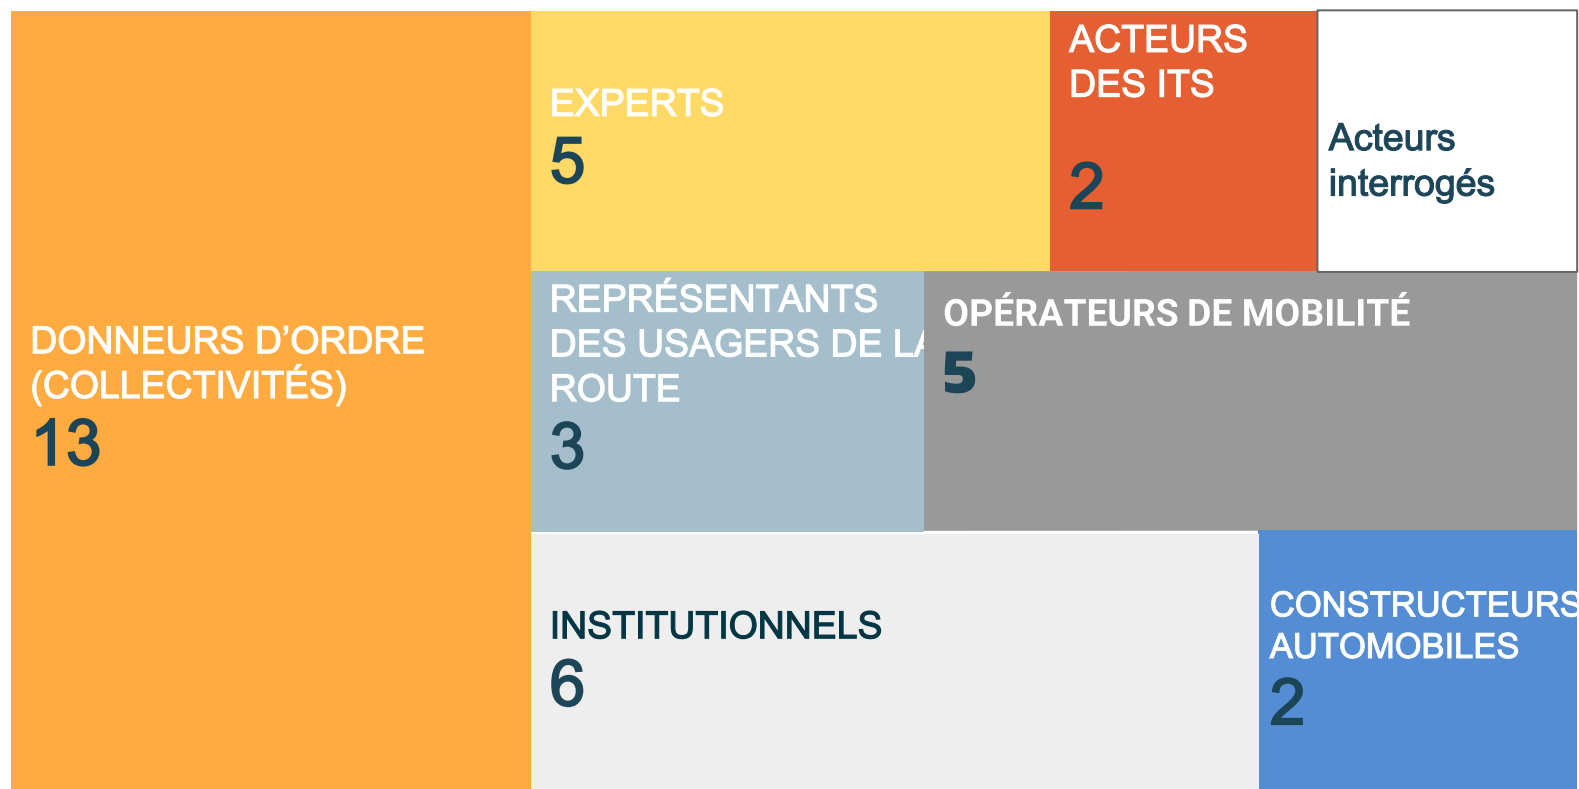 DONNEURS D’ORDRE
(COLLECTIVITÉS)
13
EXPERTS
5
ACTEURS
DES ITS
2
Acteurs
interrogés
REPRÉSENTANTS
DES USAGERS DE LA
ROUTE
3
OPÉRATEURS DE MOBILITÉ
5
INSTITUTIONNELS
6
CONSTRUCTEURS
AUTOMOBILES
2